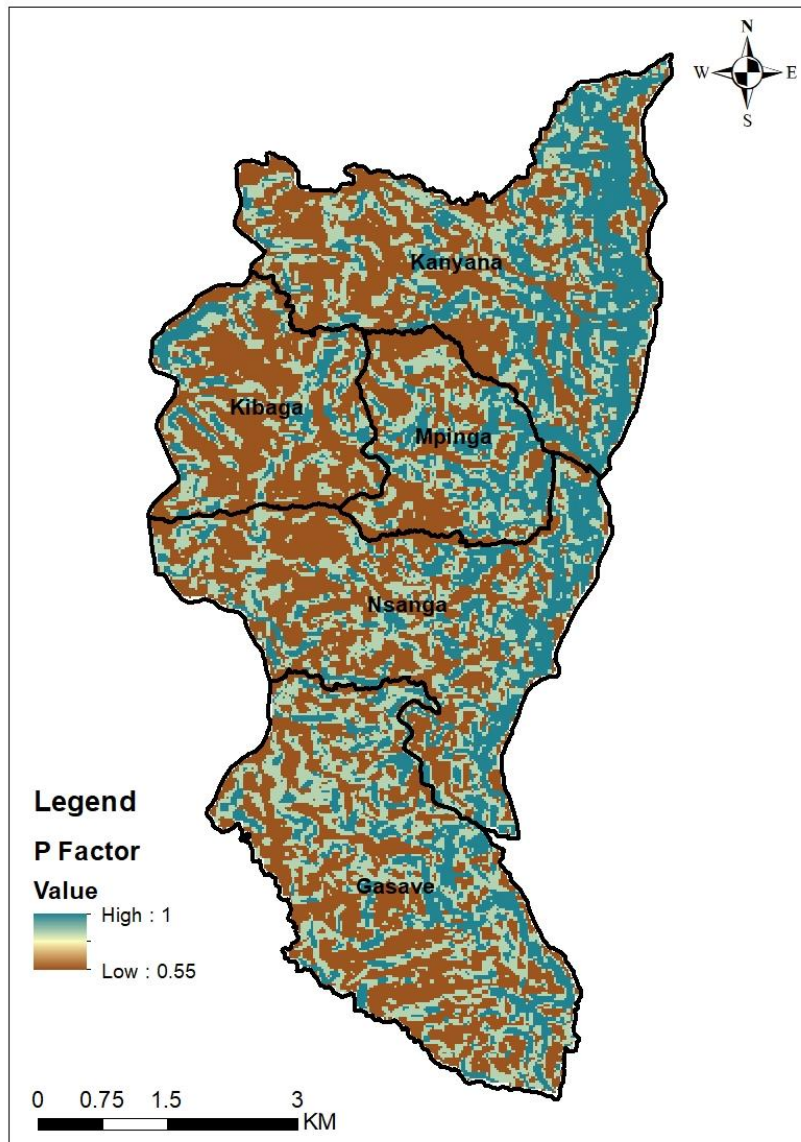 N
W E
S
Kanyana
Kibaga
Mpinga
Nsanga
Gasave
Legend
P Factor
Value
High : 1
Low : 0.55
0 0.75 1.5 3
KM